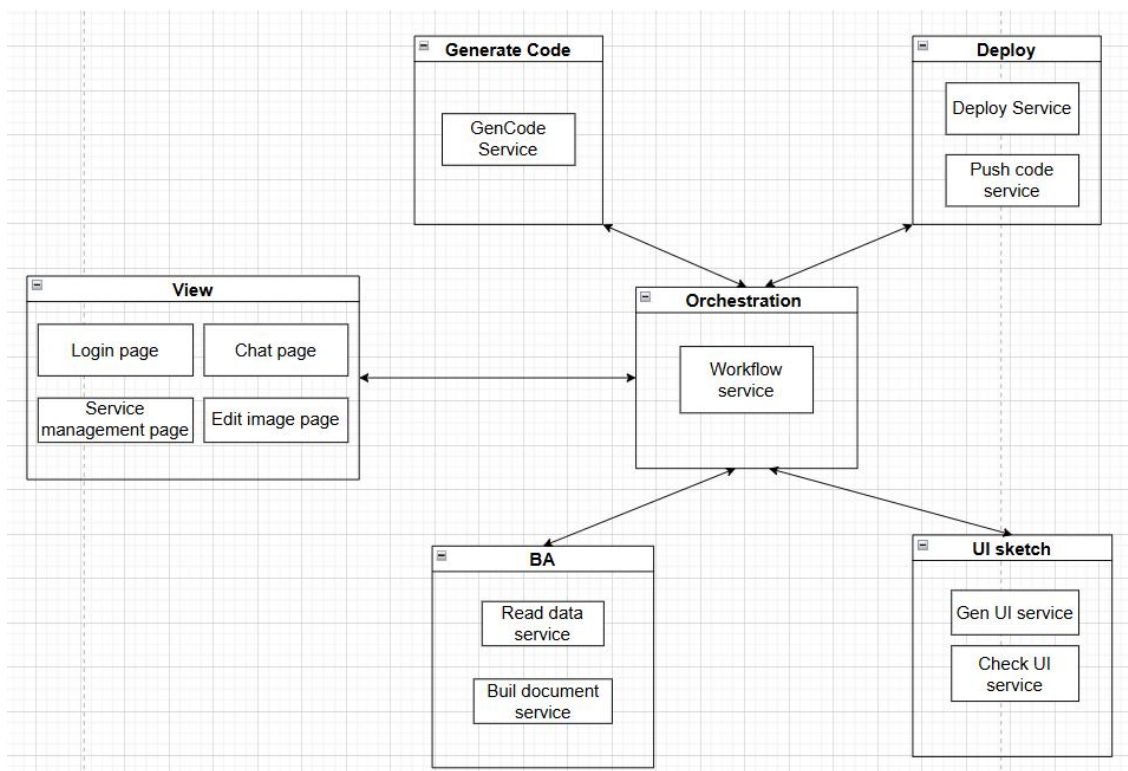 Generate Code
GenCode
Service
Deploy
Deploy Service
Push code
service
View
Login page
Chat page
Service
management page
Edit image page
Orchestration
Workflow
service
BA
Read data
service
Buil document
service
UI sketch
Gen UI service
Check UI
service